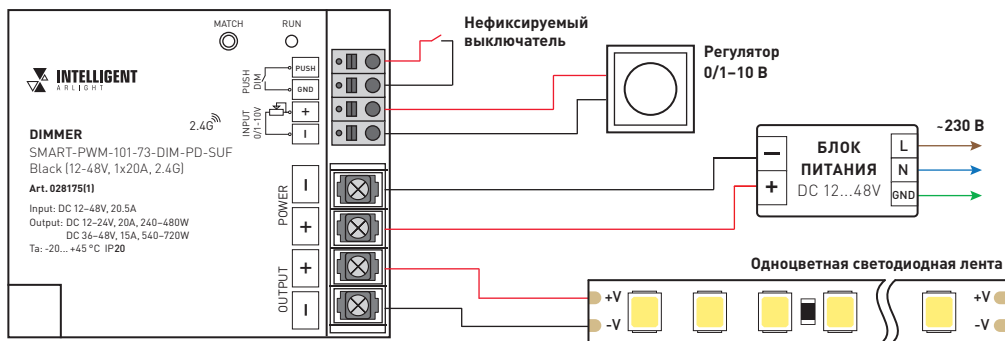 MATCH
RUN
INTELLIGENT
ARLIGHT
2.4G
DIMMER
SMART-PWM-101-73-DIM-PD-SUF
Black (12-48V, 1x20A, 2.4G)
Art. 028175(1)
Input: DC 12–48V, 20.5A
Output: DC 12–24V, 20A, 240–480W
DC 36–48V, 15A, 540–720W
Ta: -20... +45 °C IP20
PUSH
DIM
PUSH
GND
INPUT
0/1-10V
+
–
POWER
–
+
OUTPUT
+
–
Нефиксируемый
выключатель
Регулятор
0/1–10 В
–
+
БЛОК
ПИТАНИЯ
DC 12...48V
L
N
GND
~230 В
Одноцветная светодиодная лента
+V
-V
+V
-V